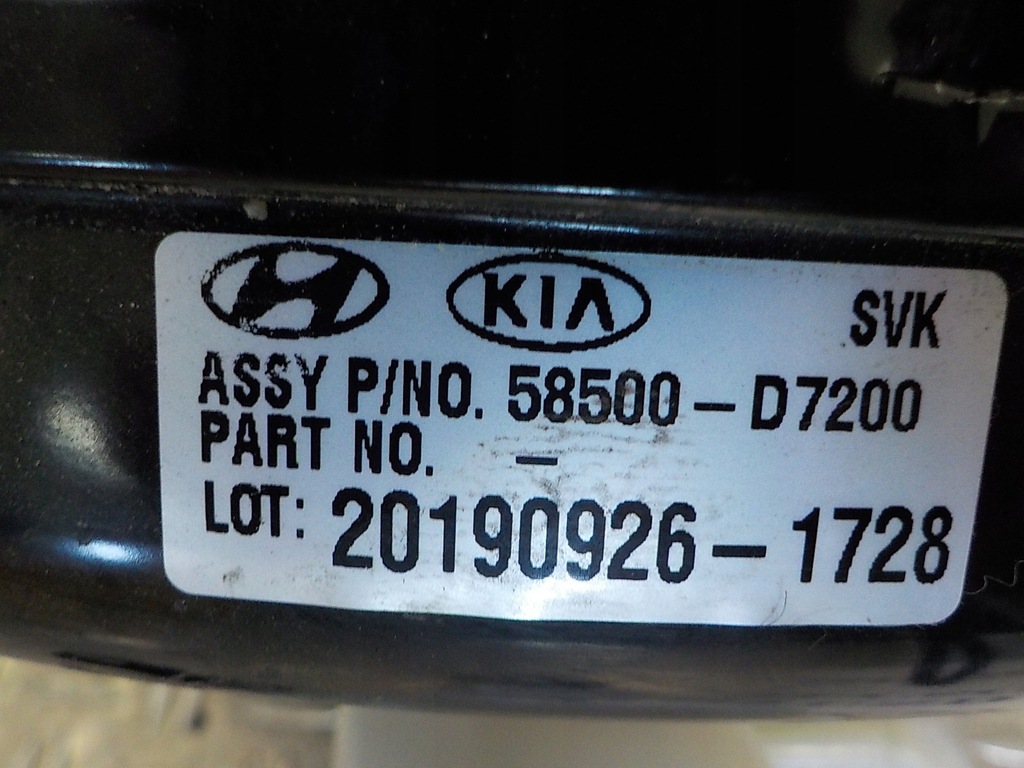 KIA SVK
ASSY P/NO. 58500-D7200
PART NO. -
LOT: 20190926-1728